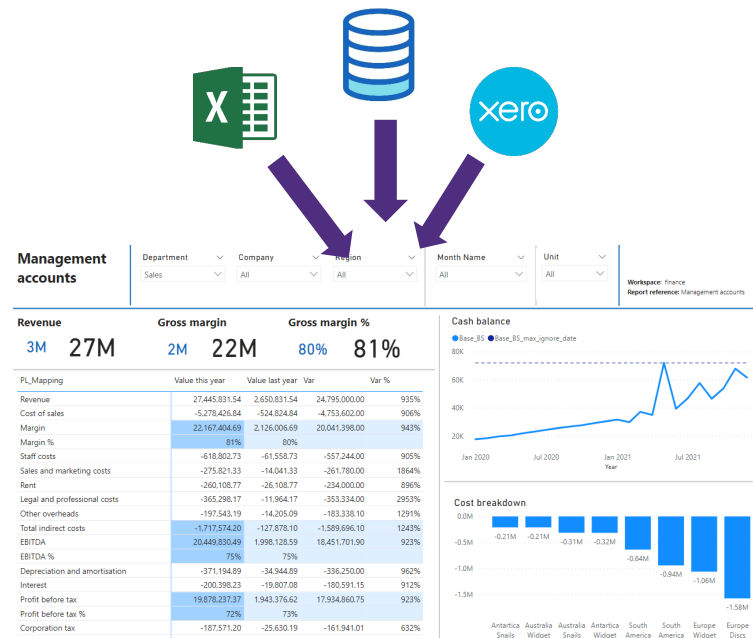 X
xero
Management
accounts
Department
Sales
Company
All
Region
All
Month Name
All
Unit
All
Workspace: finance
Report reference: Management accounts
Revenue
3M 27M
Gross margin
2M 22M
Gross margin %
80% 81%
PL_Mapping Value this year Value last year Var Var %
Revenue 27,445,831.54 2,650,831.54 24,795,000.00 935%
Cost of sales -5,278,426.84 -524,824.84 -4,753,602.00 906%
Margin 22,167,404.69 2,126,006.69 20,041,398.00 943%
Margin % 81% 80%
Staff costs -618,802.73 -61,558.73 -557,244.00 905%
Sales and marketing costs -275,821.33 -14,041.33 -261,780.00 1864%
Rent -260,108.77 -26,108.77 -234,000.00 896%
Legal and professional costs -365,298.17 -11,964.17 -353,334.00 2953%
Other overheads -197,543.19 -14,205.09 -183,338.10 1291%
Total indirect costs -1,717,574.20 -127,878.10 -1,589,696.10 1243%
EBITDA 20,449,830.49 1,998,128.59 18,451,701.90 923%
EBITDA % 75% 75%
Depreciation and amortisation -371,194.89 -34,944.89 -336,250.00 962%
Interest -200,398.23 -19,807.08 -180,591.15 912%
Profit before tax 19,878,237.37 1,943,376.62 17,934,860.75 923%
Profit before tax % 72% 73%
Corporation tax -187,571.20 -25,630.19 -161,941.01 632%
Cash balance
Base_BS Base_BS_max_ignore_date
80K
60K
40K
20K
Jan 2020 Jul 2020 Jan 2021 Jul 2021
Year
Cost breakdown
0.0M
-0.5M
-1.0M
-1.5M
-0.21M -0.21M -0.31M -0.32M -0.64M -0.94M -1.06M -1.58M
Antartica Australia Australia Antartica South South Europe Europe
Snails Widget Snails Widget America America Widget Discs